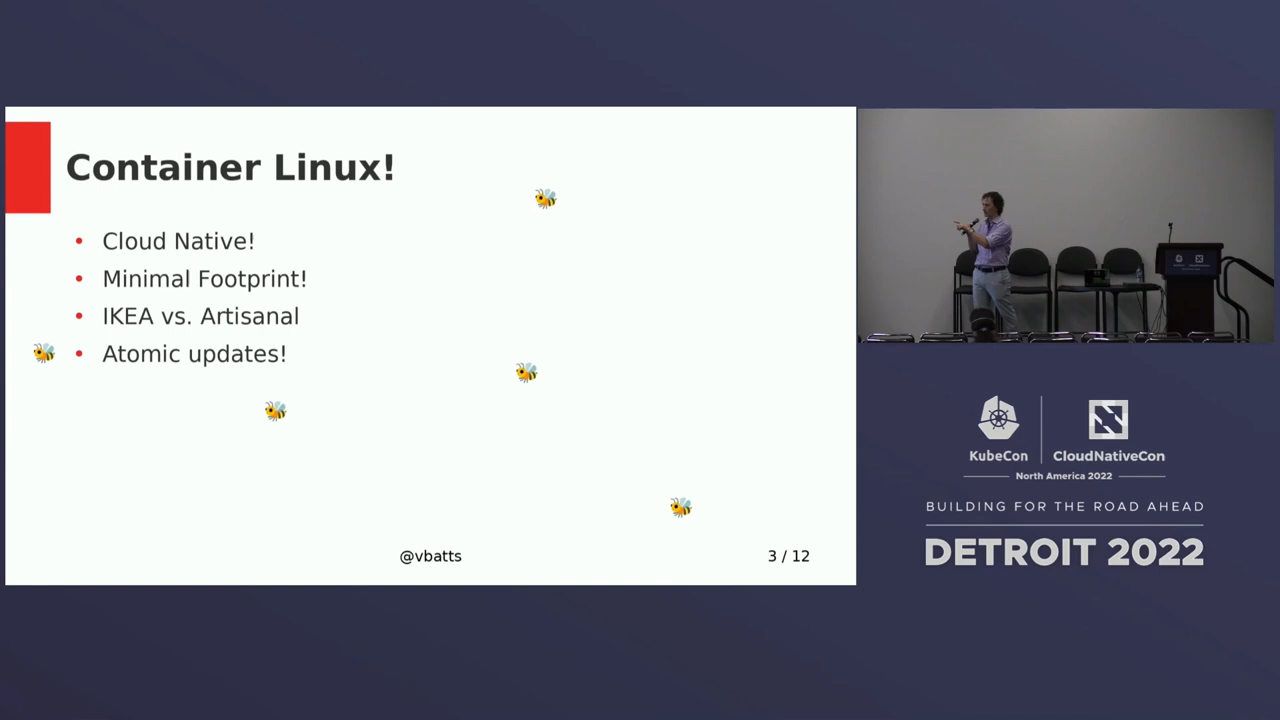 Container Linux!
Cloud Native!
Minimal Footprint!
IKEA vs. Artisanal
Atomic updates!
@vbatts
3 / 12
KubeCon
CloudNativeCon
North America 2022
BUILDING FOR THE ROAD AHEAD
DETROIT 2022